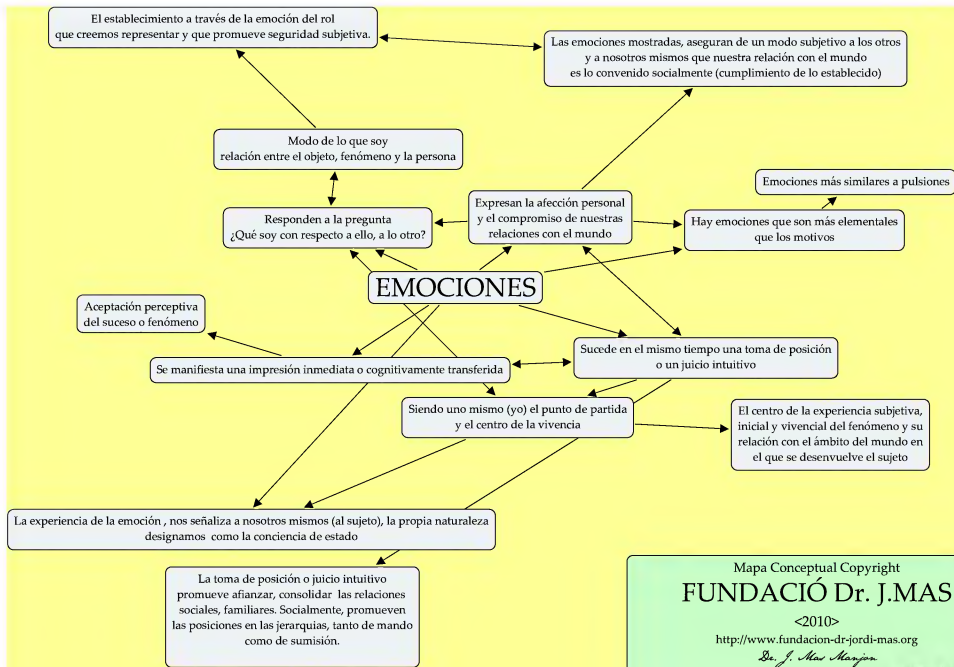 El establecimiento a través de la emoción del rol
que creemos representar y que promueve seguridad subjetiva.
Las emociones mostradas, aseguran de un modo subjetivo a los otros
y a nosotros mismos que nuestra relación con el mundo
es lo convenido socialmente (cumplimiento de lo establecido)
Modo de lo que soy
relación entre el objeto, fenómeno y la persona
Emociones más similares a pulsiones
Responden a la pregunta
¿Qué soy con respecto a ello, a lo otro?
Expresan la afección personal
y el compromiso de nuestras
relaciones con el mundo
Hay emociones que son más elementales
que los motivos
EMOCIONES
Aceptación perceptiva
del suceso o fenómeno
Se manifiesta una impresión inmediata o cognitivamente transferida
Sucede en el mismo tiempo una toma de posición
o un juicio intuitivo
Siendo uno mismo (yo) el punto de partida
y el centro de la vivencia
El centro de la experiencia subjetiva,
inicial y vivencial del fenómeno y su
relación con el ámbito del mundo en
el que se desenvuelve el sujeto
La experiencia de la emoción , nos señaliza a nosotros mismos (al sujeto), la propia naturaleza
designamos como la conciencia de estado
La toma de posición o juicio intuitivo
promueve afianzar, consolidar las relaciones
sociales, familiares. Socialmente, promueven
las posiciones en las jerarquías, tanto de mando
como de sumisión.
Mapa Conceptual Copyright
FUNDACIÓ Dr. J.MAS
<2010>
http://www.fundacion-dr-jordi-mas.org
Dr. J. Mas Manjon